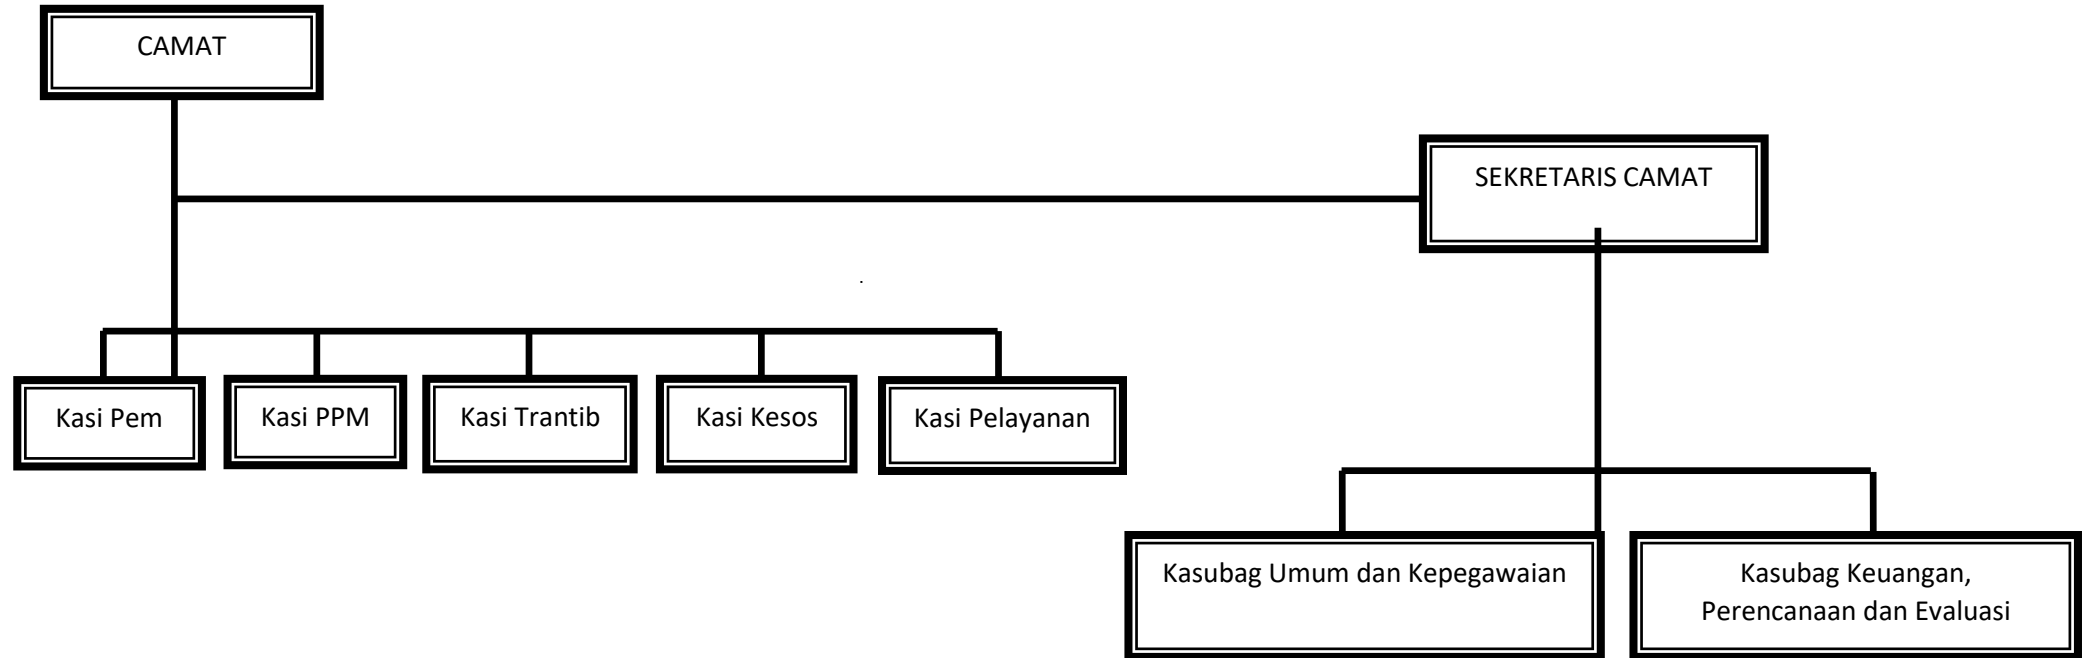 CAMAT
SEKRETARIS CAMAT
Kasi Pem
Kasi PPM
Kasi Trantib
Kasi Kesos
Kasi Pelayanan
Kasubag Umum dan Kepegawaian
Kasubag Keuangan,
Perencanaan dan Evaluasi